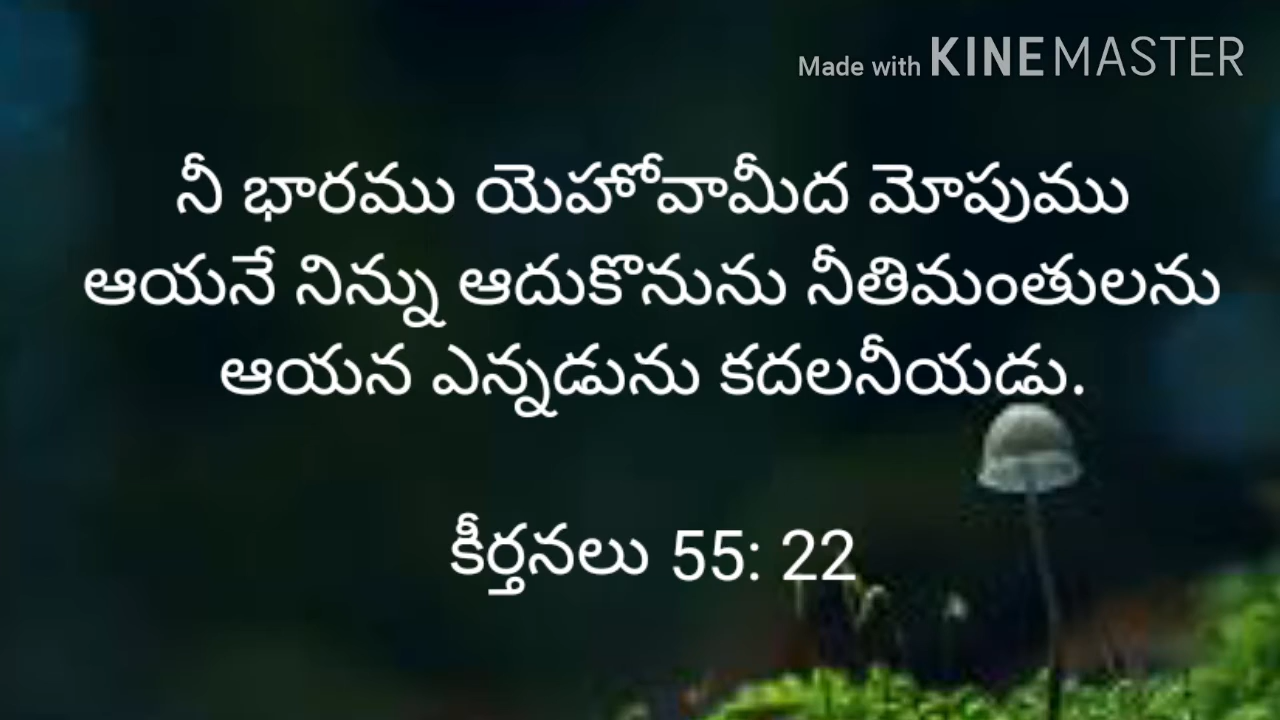 Made with KINEMASTER
నీ భారము యెహోవామీద మోపుము
ఆయనే నిన్ను ఆదుకొనును నీతిమంతులను
ఆయన ఎన్నడును కదలనీయడు.
కీర్తనలు 55: 22